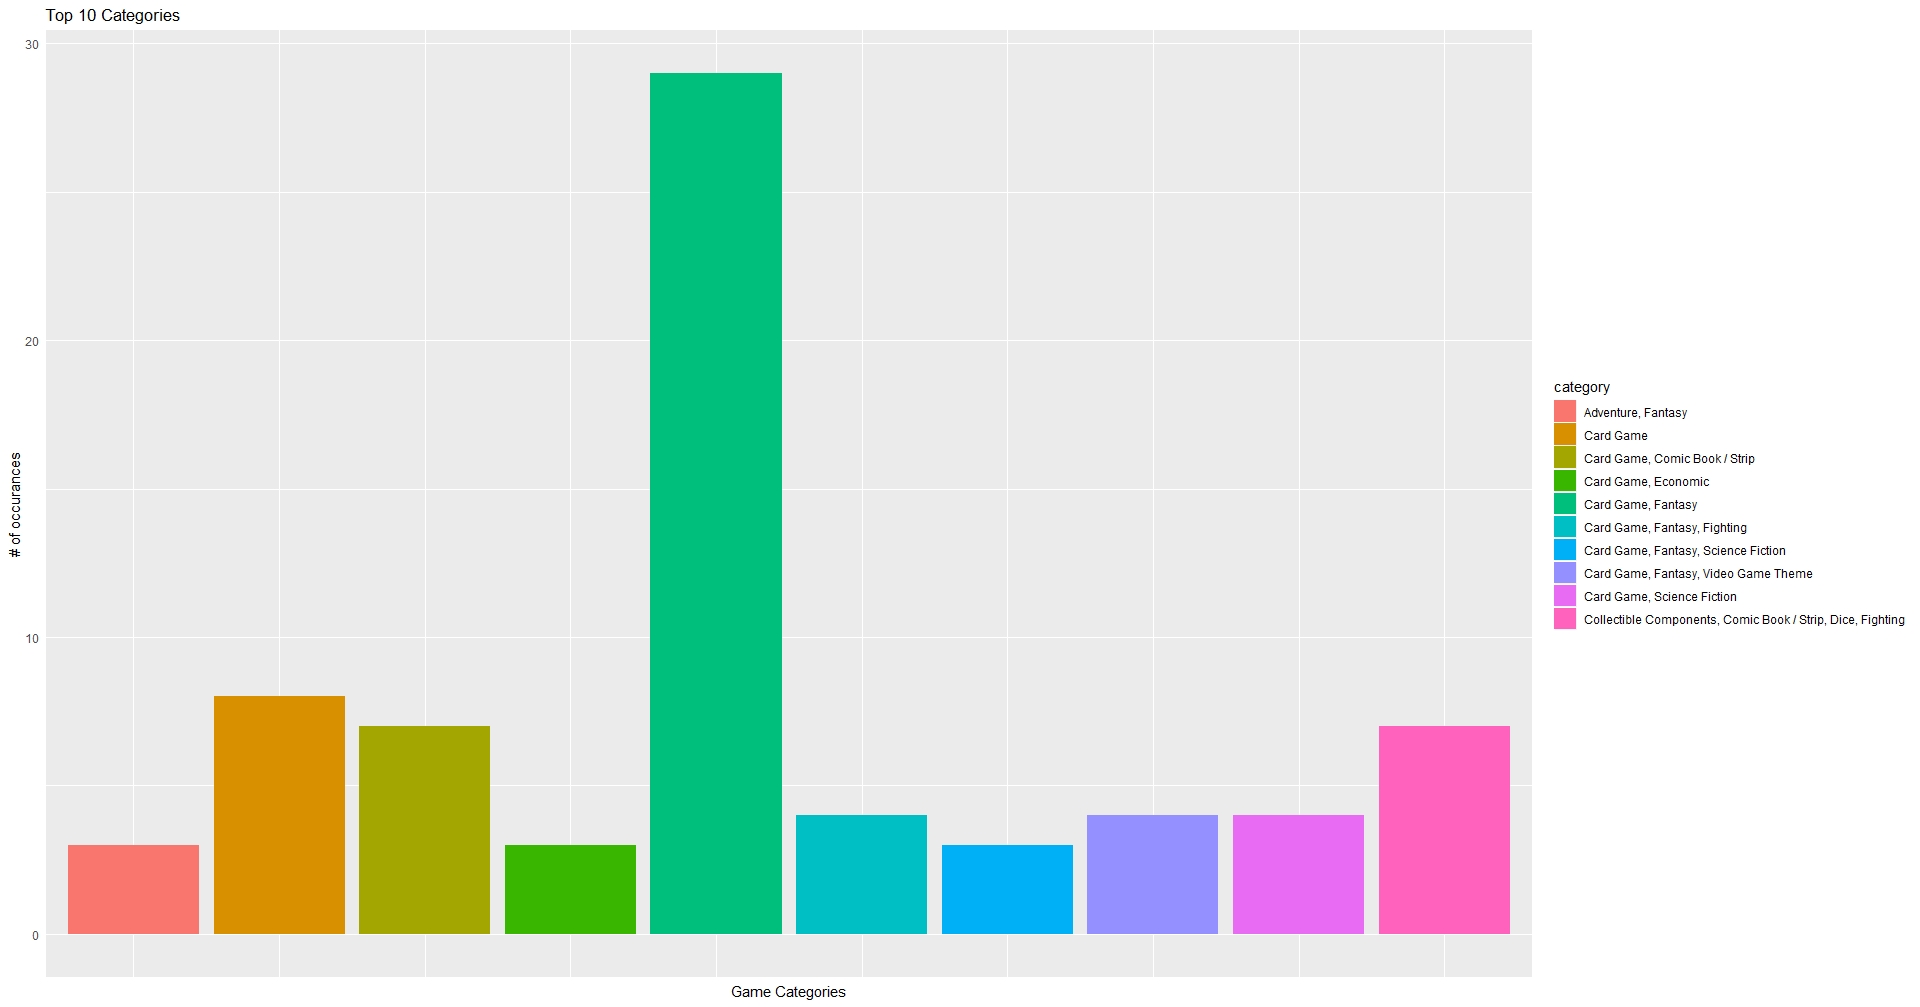 Top 10 Categories
30
20
10
0
# of occurances
Game Categories
category
Adventure, Fantasy
Card Game
Card Game, Comic Book / Strip
Card Game, Economic
Card Game, Fantasy
Card Game, Fantasy, Fighting
Card Game, Fantasy, Science Fiction
Card Game, Fantasy, Video Game Theme
Card Game, Science Fiction
Collectible Components, Comic Book / Strip, Dice, Fighting